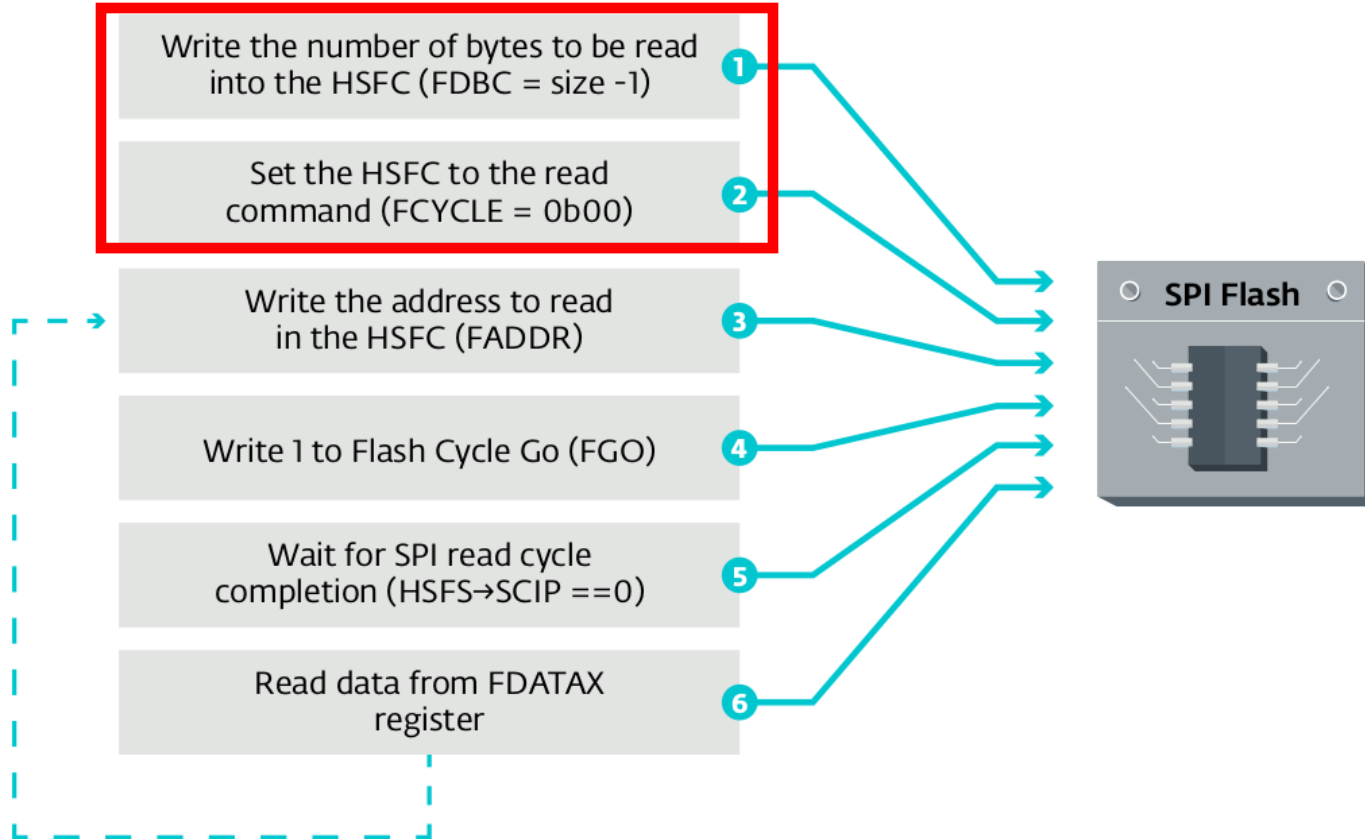 Write the number of bytes to be read
into the HSFC (FDBC = size -1)
1
Set the HSFC to the read
command (FCYCLE = 0b00)
2
Write the address to read
in the HSFC (FADDR)
3
Write 1 to Flash Cycle Go (FGO)
4
Wait for SPI read cycle
completion (HSFS→SCIP ==0)
5
Read data from FDATAX
register
6
SPI Flash